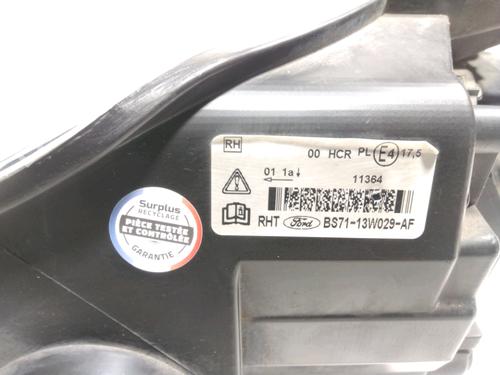 RH
00 HCR PL E4 17,5
01 1a
11364
RHT Ford BS71-13W029-AF
Surplus
RECYCLAGE
PIÈCE TESTÉE
ET CONTRÔLÉE
GARANTIE